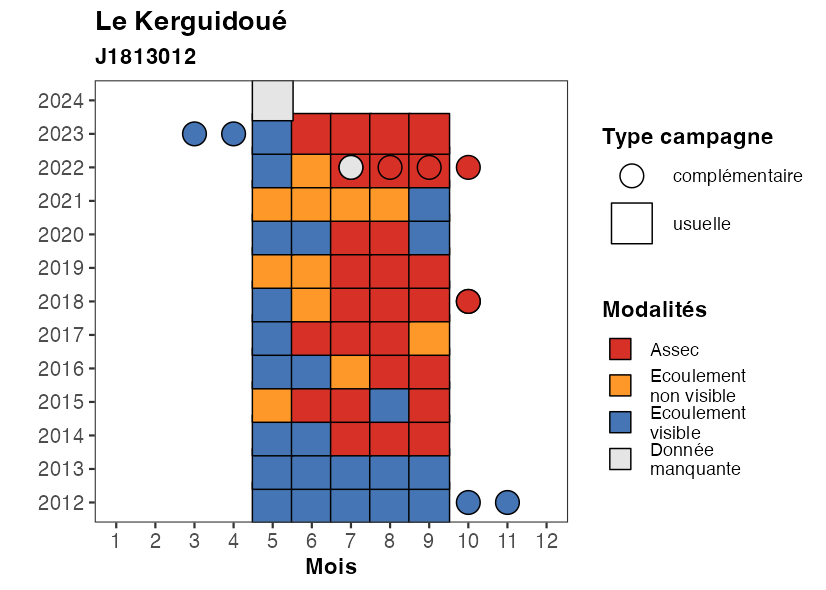 Le Kerguidoué
J1813012
2024
2023
2022
2021
2020
2019
2018
2017
2016
2015
2014
2013
2012
1 2 3 4 5 6 7 8 9 10 11 12
Mois
Type campagne
complémentaire
usuelle
Modalités
Assec
Ecoulement
non visible
Ecoulement
visible
Donnée
manquante